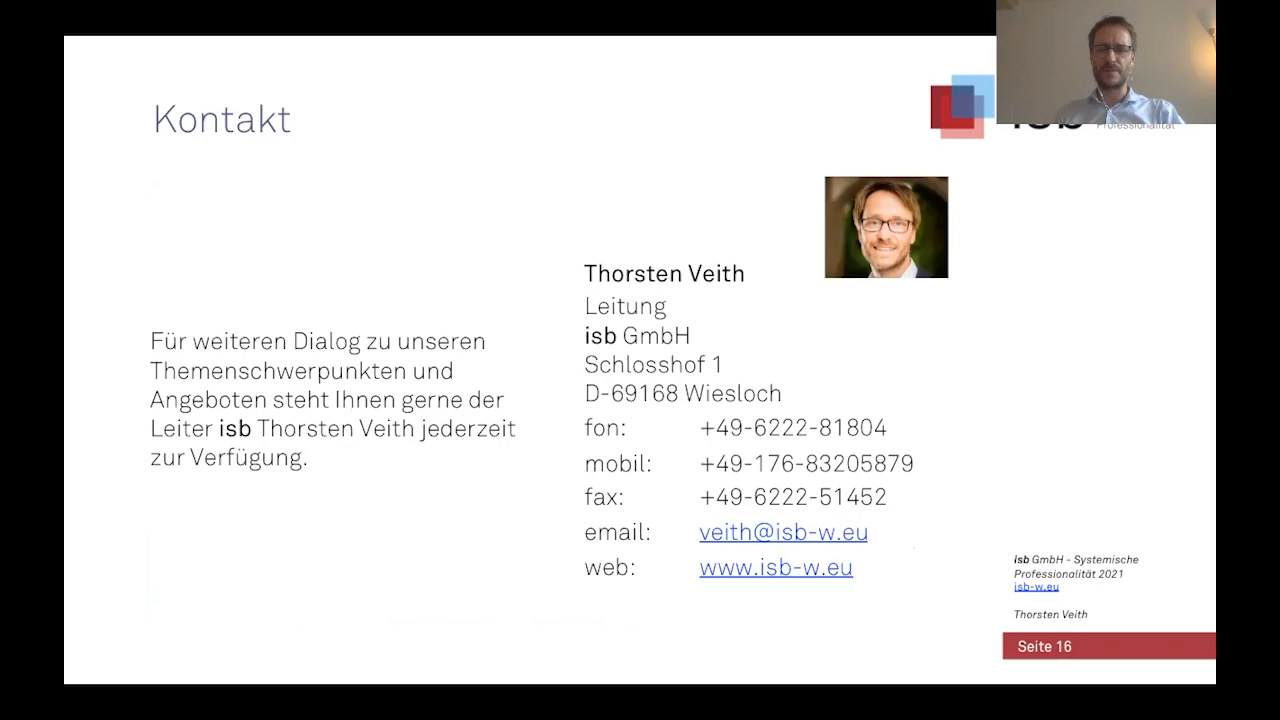 Kontakt
Professionalität
Thorsten Veith
Leitung
isb GmbH
Schlosshof 1
D-69168 Wiesloch
Für weiteren Dialog zu unseren
Themenschwerpunkten und
Angeboten steht Ihnen gerne der
Leiter isb Thorsten Veith jederzeit
zur Verfügung.
fon: +49-6222-81804
mobil: +49-176-83205879
fax: +49-6222-51452
email: veith@isb-w.eu
web: www.isb-w.eu
isb GmbH - Systemische
Professionalität 2021
isb-w.eu
Thorsten Veith
Seite 16